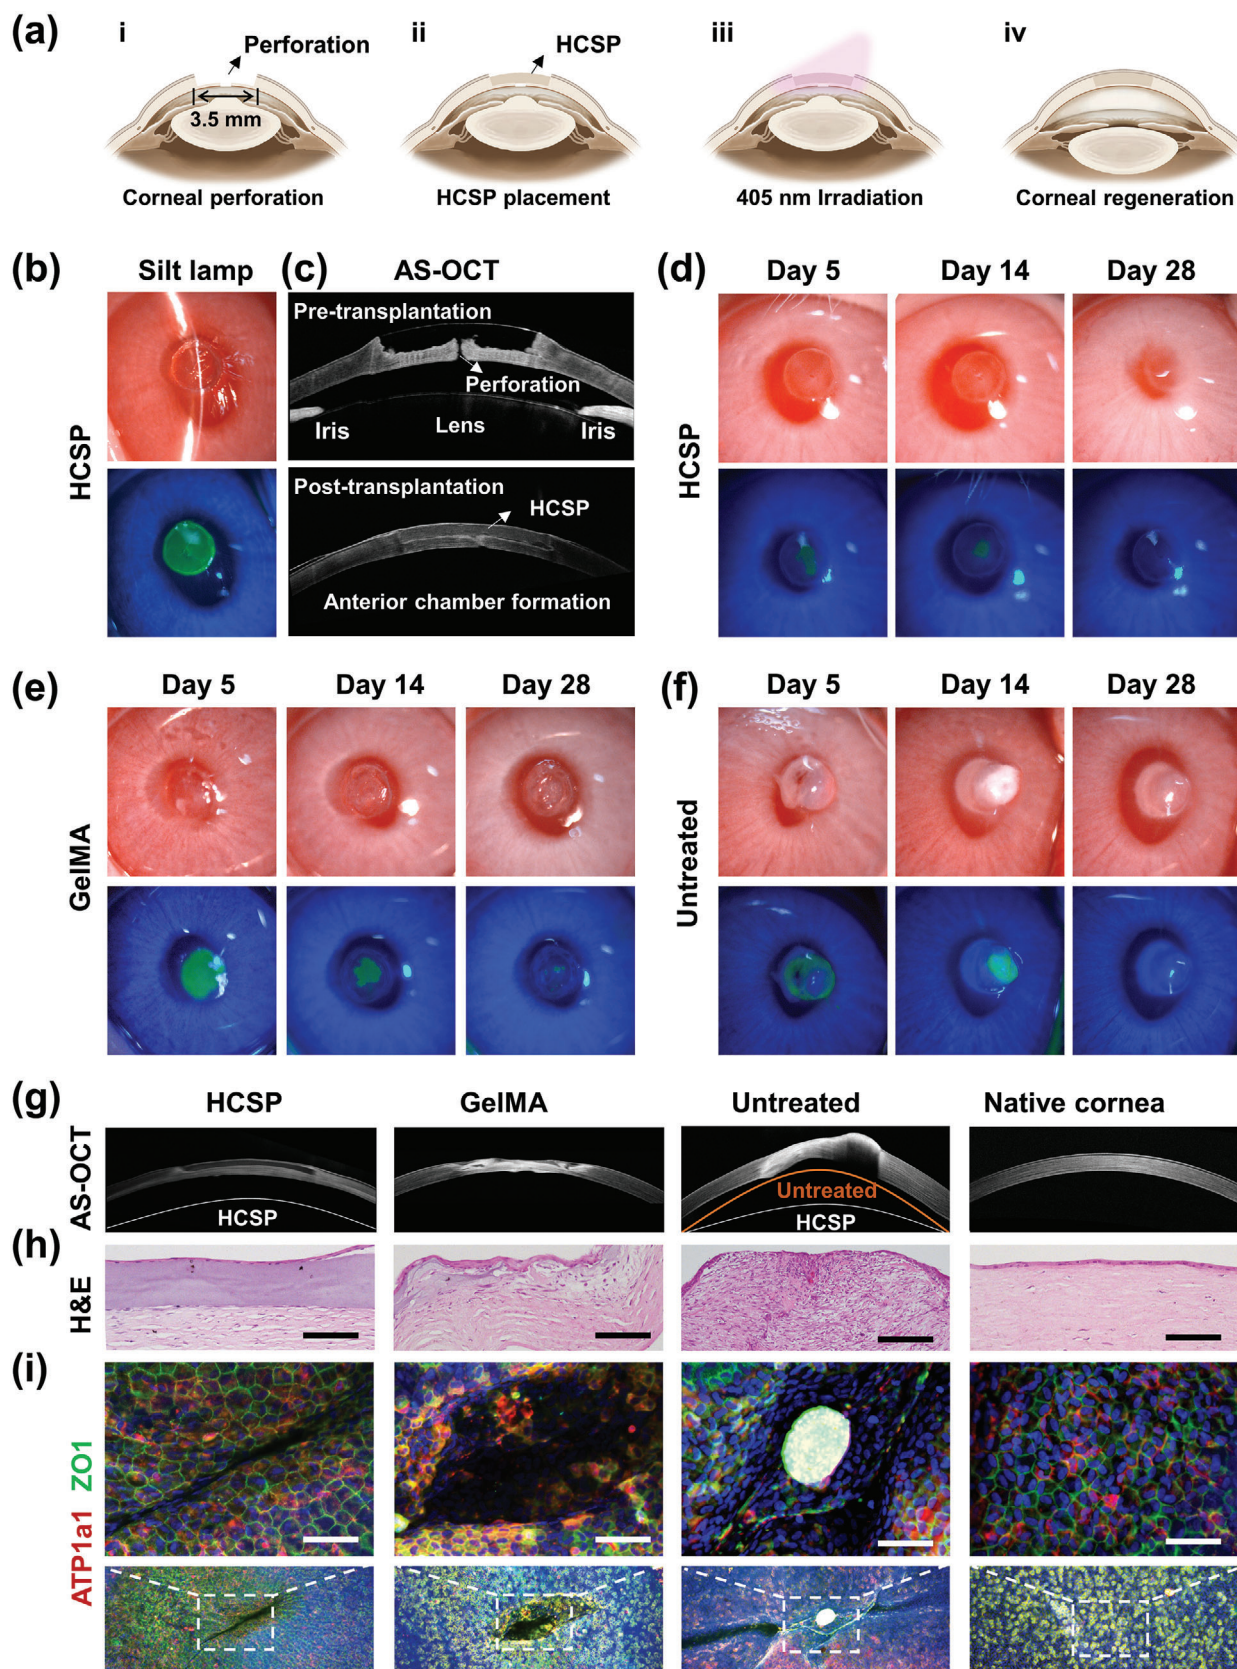 (a)
i
ii
iii
iv
Perforation
HCSP
3.5 mm
Corneal perforation
HCSP placement
405 nm Irradiation
Corneal regeneration
(b)
Silt lamp
(c)
AS-OCT
(d)
Day 5
Day 14
Day 28
HCSP
Pre-transplantation
Perforation
Iris
Lens
Iris
Post-transplantation
HCSP
Anterior chamber formation
HCSP
(e)
Day 5
Day 14
Day 28
(f)
Day 5
Day 14
Day 28
GelMA
Untreated
(g)
HCSP
GelMA
Untreated
Native cornea
AS-OCT
HCSP
Untreated
HCSP
(h)
H&E
(i)
ATP1a1 ZO1